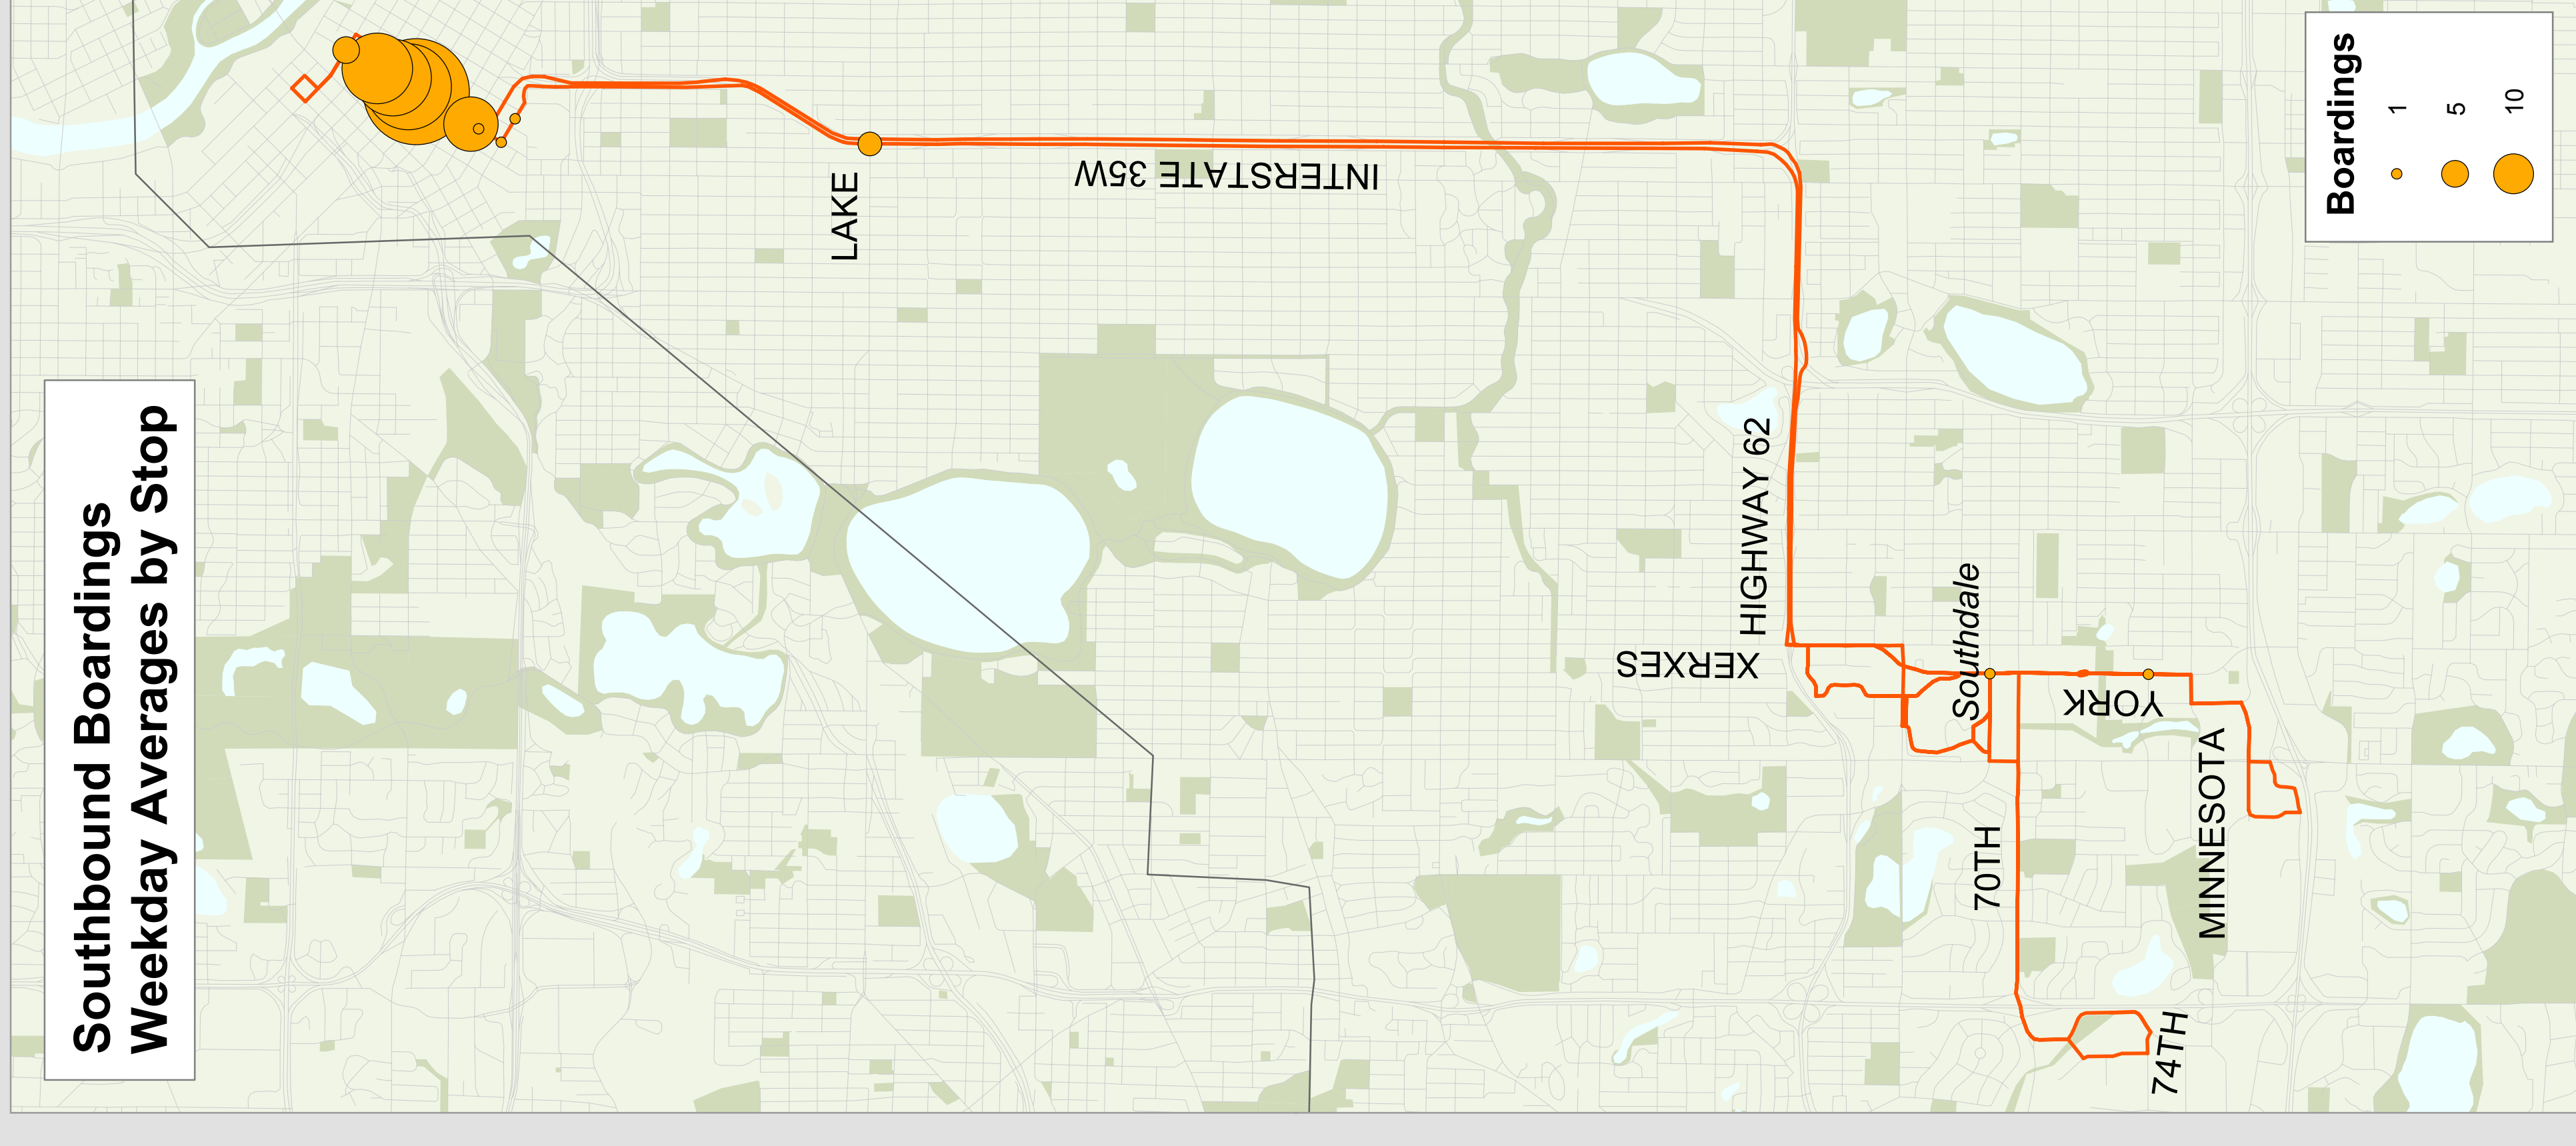 Southbound Boardings
Weekday Averages by Stop
LAKE
INTERSTATE 35W
HIGHWAY 62
XERXES
Southdale
YORK
70TH
MINNESOTA
74TH
Boardings
1
5
10